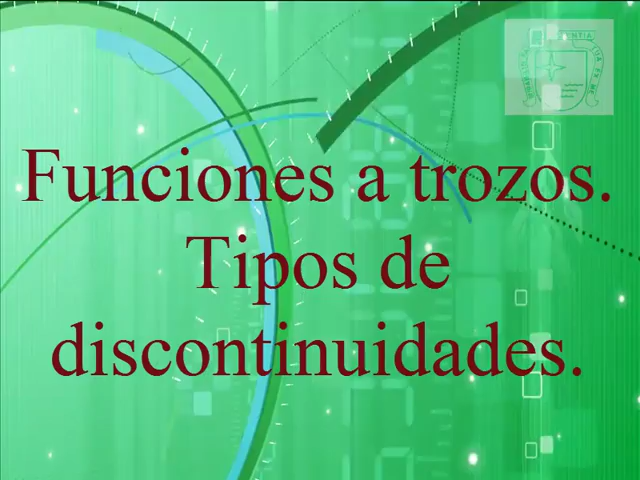 Funciones a trozos.
Tipos de
discontinuidades.